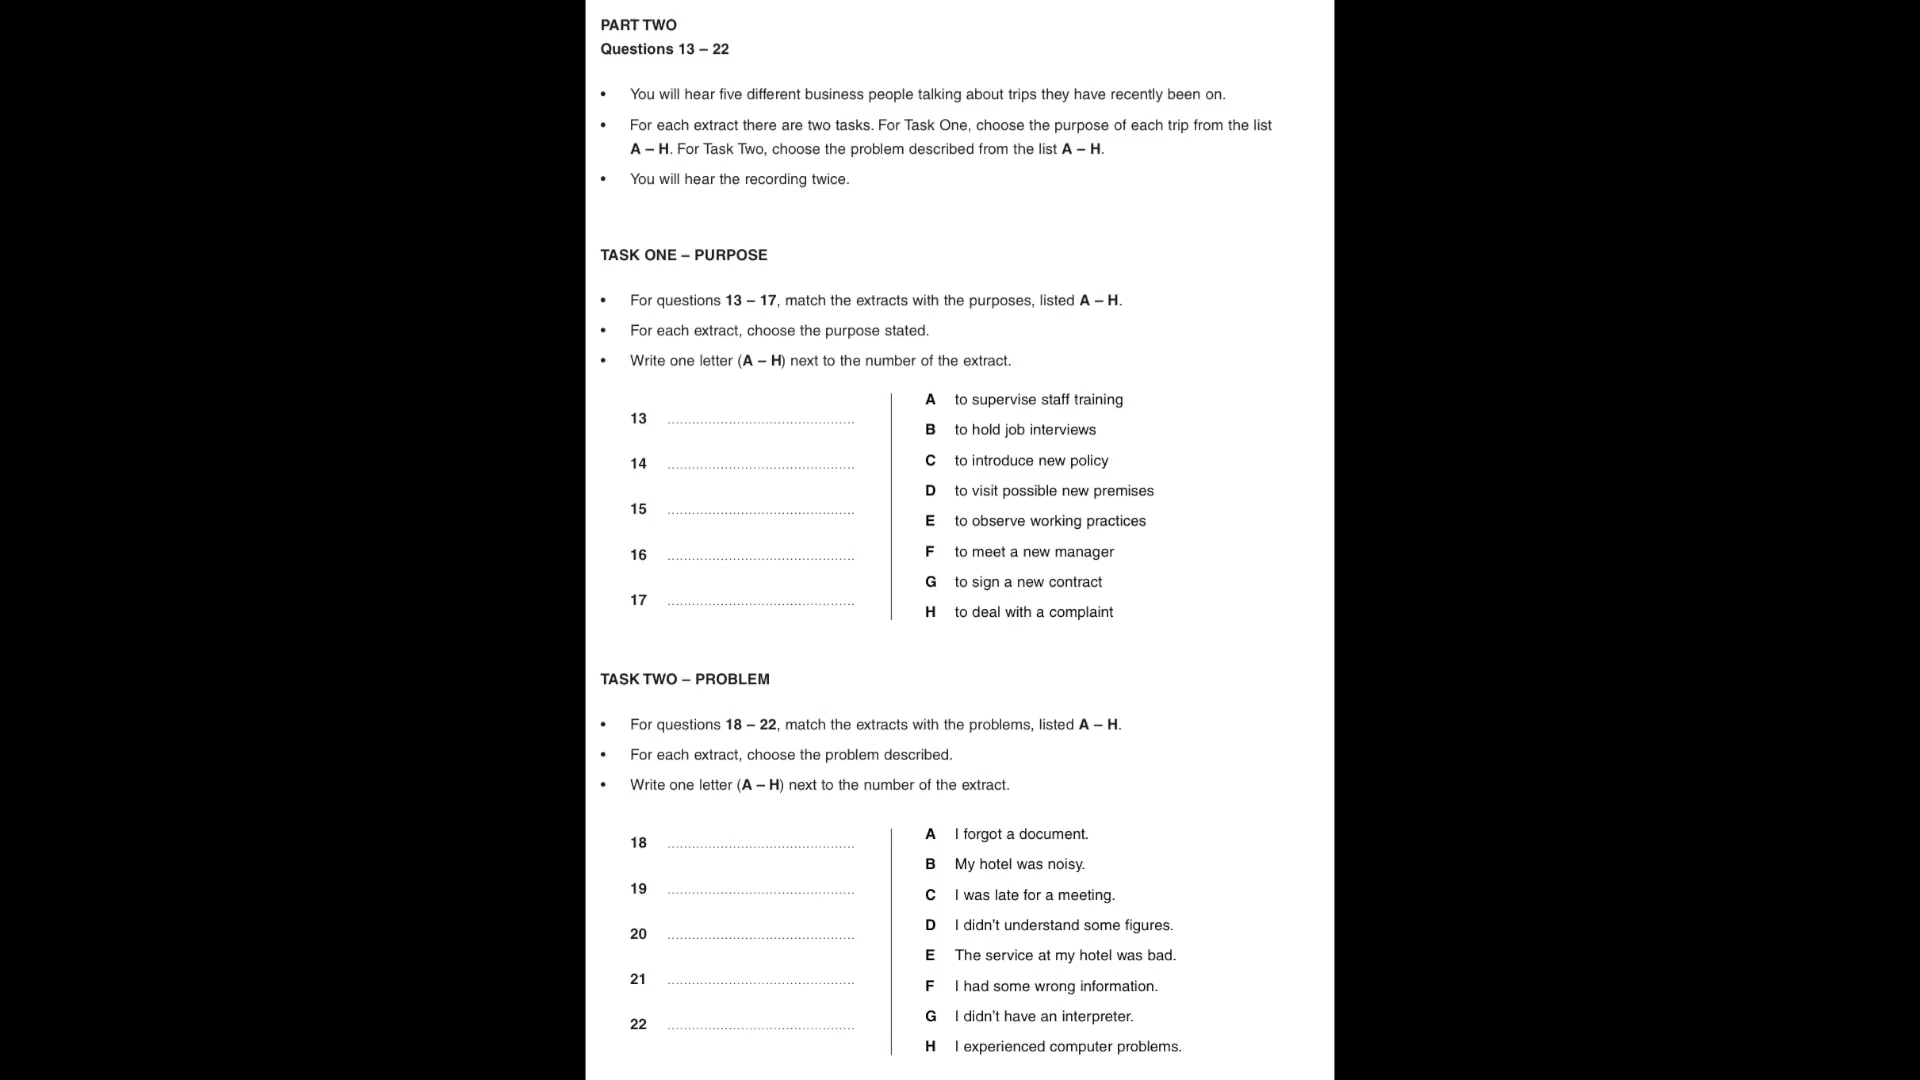 PART TWO
Questions 13 – 22
• You will hear five different business people talking about trips they have recently been on.
• For each extract there are two tasks. For Task One, choose the purpose of each trip from the list
A – H. For Task Two, choose the problem described from the list A – H.
• You will hear the recording twice.
TASK ONE – PURPOSE
• For questions 13 – 17, match the extracts with the purposes, listed A – H.
• For each extract, choose the purpose stated.
• Write one letter (A – H) next to the number of the extract.
13 ..............................................
14 ..............................................
15 ..............................................
16 ..............................................
17 ..............................................
A to supervise staff training
B to hold job interviews
C to introduce new policy
D to visit possible new premises
E to observe working practices
F to meet a new manager
G to sign a new contract
H to deal with a complaint
TASK TWO – PROBLEM
• For questions 18 – 22, match the extracts with the problems, listed A – H.
• For each extract, choose the problem described.
• Write one letter (A – H) next to the number of the extract.
18 ..............................................
19 ..............................................
20 ..............................................
21 ..............................................
22 ..............................................
A I forgot a document.
B My hotel was noisy.
C I was late for a meeting.
D I didn't understand some figures.
E The service at my hotel was bad.
F I had some wrong information.
G I didn't have an interpreter.
H I experienced computer problems.